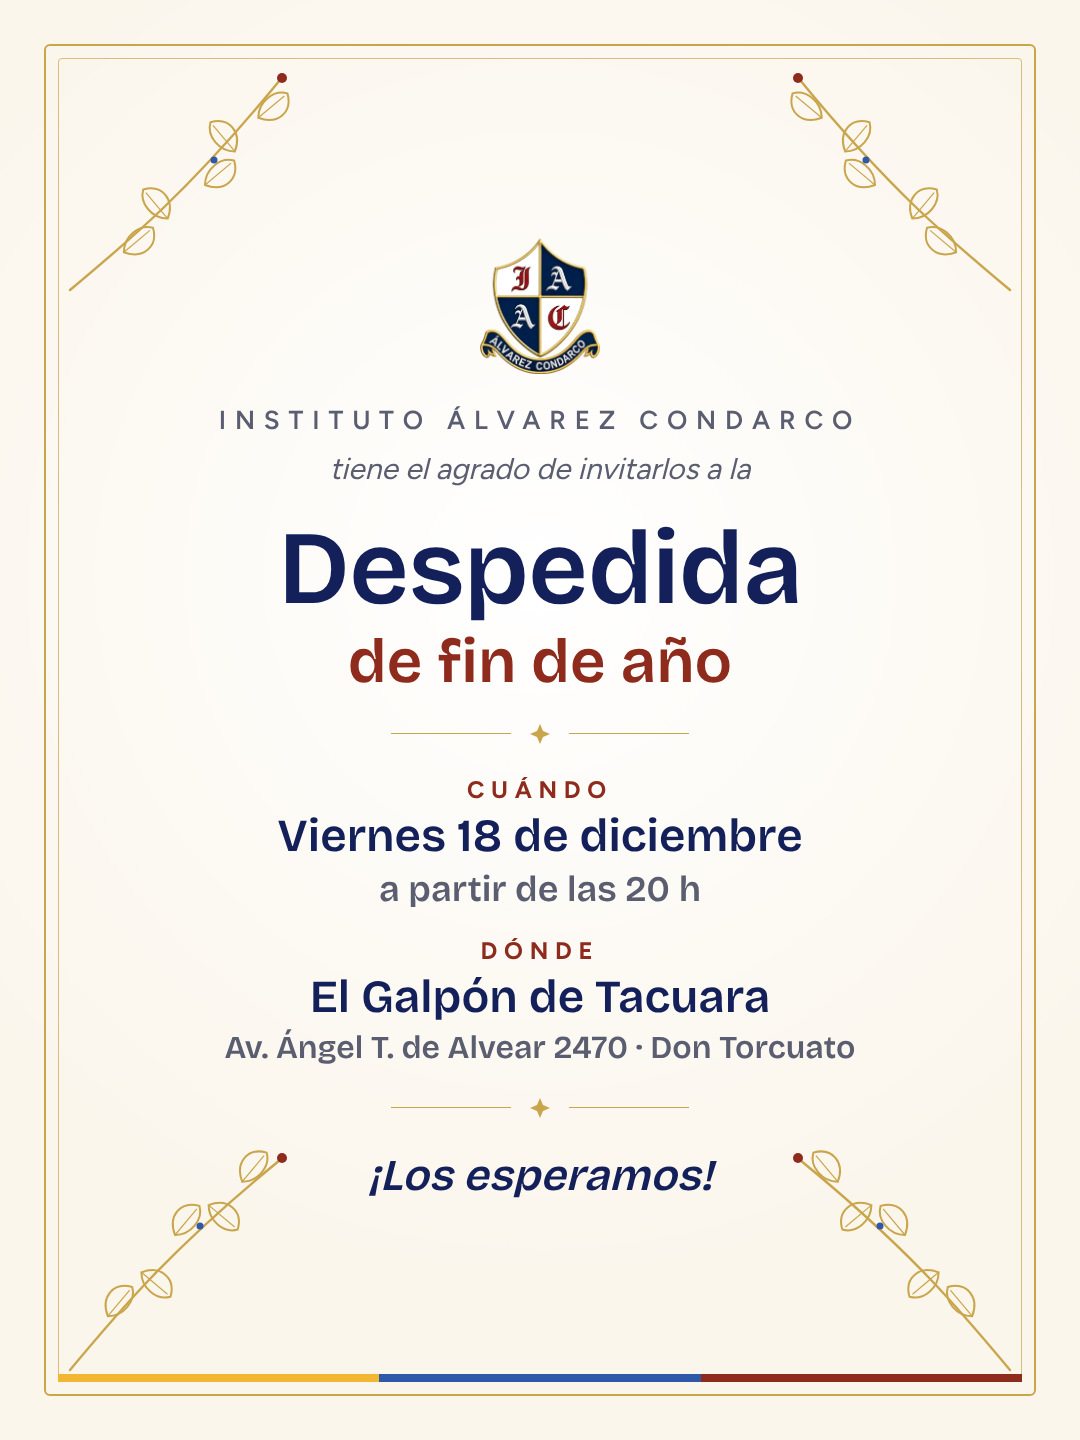 I A
A C
ÁLVAREZ CONDARCO
INSTITUTO ÁLVAREZ CONDARCO
tiene el agrado de invitarlos a la
Despedida
de fin de año
CUÁNDO
Viernes 18 de diciembre
a partir de las 20 h
DÓNDE
El Galpón de Tacuara
Av. Ángel T. de Alvear 2470 · Don Torcuato
¡Los esperamos!